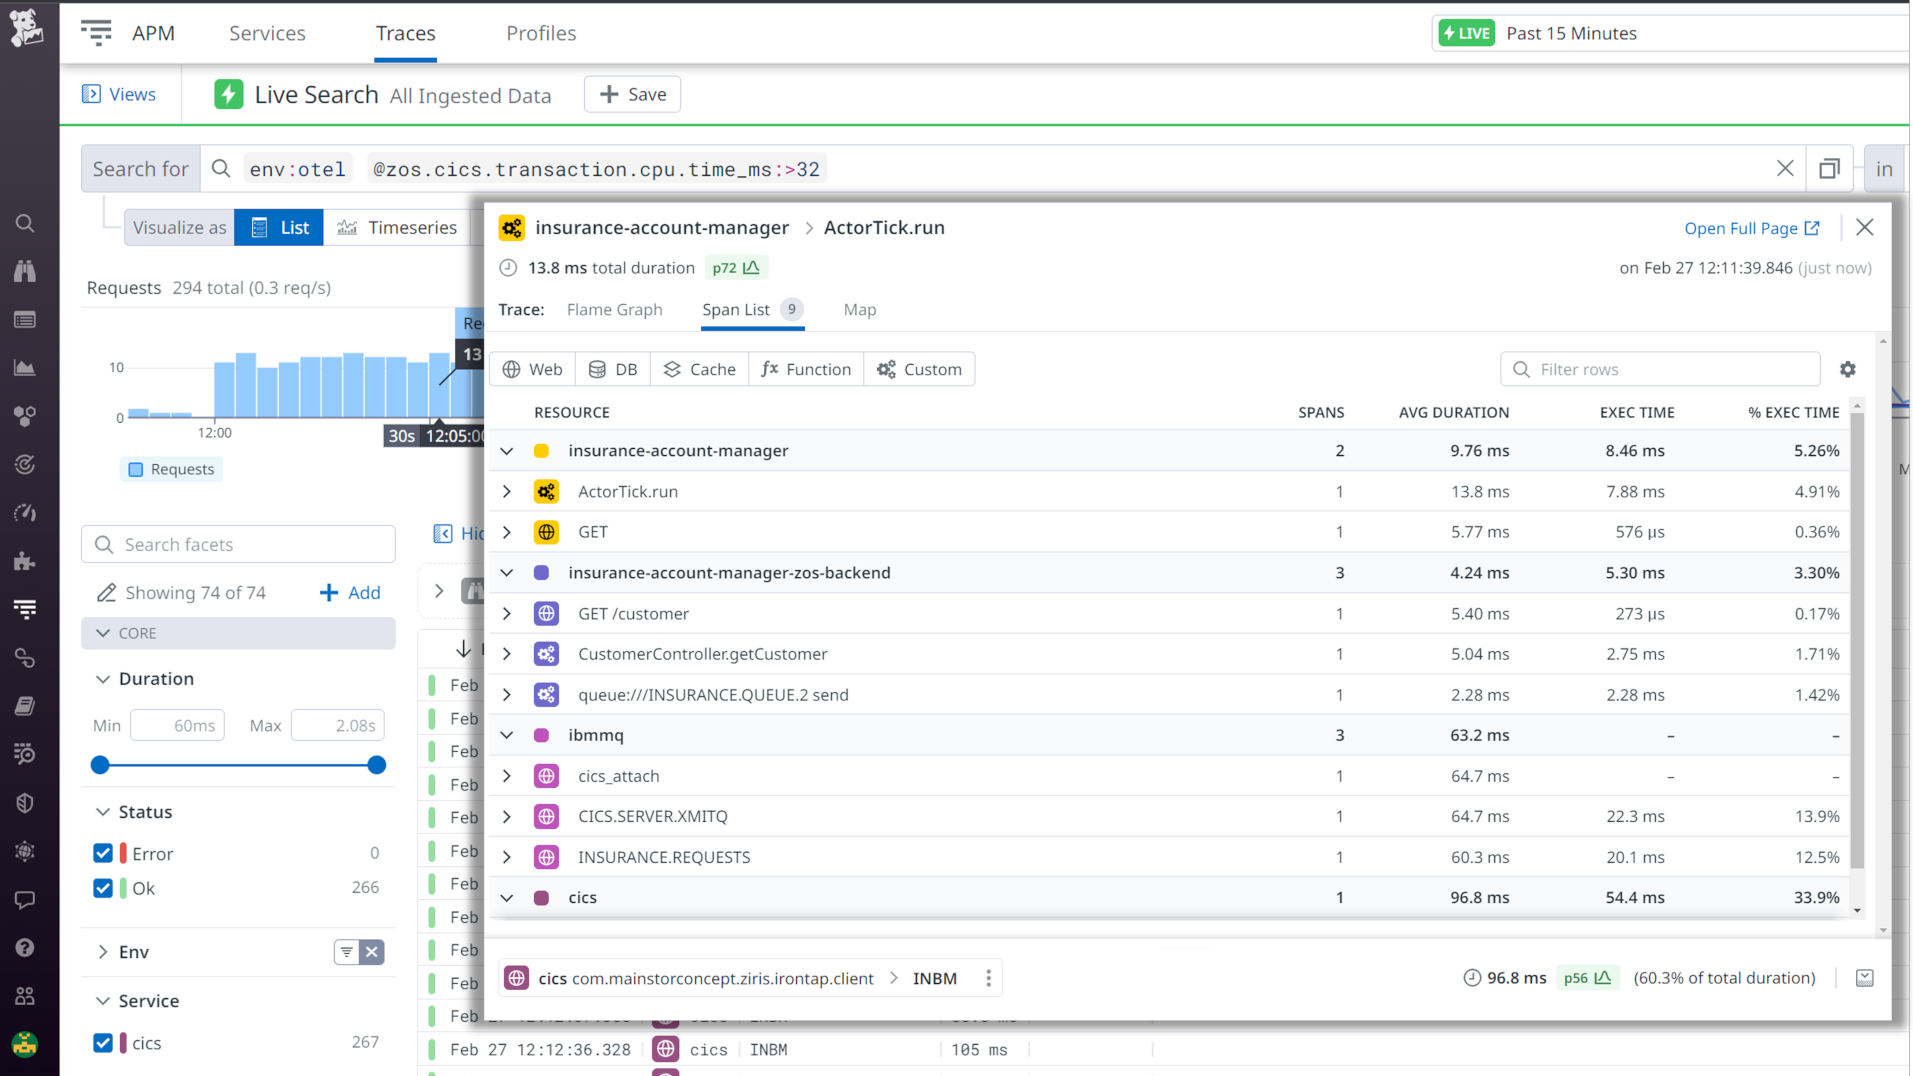 APM Services Traces Profiles LIVE Past 15 Minutes
Views Live Search All Ingested Data + Save
Search for env:otel @zos.cics.transaction.cpu.time_ms:>32 in
Visualize as List Timeseries
Requests 294 total (0.3 req/s)
10
0
12:00
30s 12:05:00
Requests
13
Search facets
Showing 74 of 74 + Add
CORE
Duration
Min 60ms Max 2.08s
Status
Error 0
Ok 266
Env
Service
cics 267
insurance-account-manager > ActorTick.run Open Full Page
13.8 ms total duration p72 on Feb 27 12:11:39.846 (just now)
Trace: Flame Graph Span List 9 Map
Web DB Cache fx Function Custom Filter rows
RESOURCE SPANS AVG DURATION EXEC TIME % EXEC TIME
insurance-account-manager 2 9.76 ms 8.46 ms 5.26%
ActorTick.run 1 13.8 ms 7.88 ms 4.91%
GET 1 5.77 ms 576 µs 0.36%
insurance-account-manager-zos-backend 3 4.24 ms 5.30 ms 3.30%
GET /customer 1 5.40 ms 273 µs 0.17%
CustomerController.getCustomer 1 5.04 ms 2.75 ms 1.71%
queue:///INSURANCE.QUEUE.2 send 1 2.28 ms 2.28 ms 1.42%
ibmmq 3 63.2 ms – –
cics_attach 1 64.7 ms – –
CICS.SERVER.XMITQ 1 64.7 ms 22.3 ms 13.9%
INSURANCE.REQUESTS 1 60.3 ms 20.1 ms 12.5%
cics 1 96.8 ms 54.4 ms 33.9%
cics com.mainstorconcept.ziris.irontap.client > INBM 96.8 ms p56 (60.3% of total duration)
Feb
Feb
Feb
Feb
Feb
Feb
Feb
Feb
Feb
Feb
Feb
Feb 27 12:12:36.328 cics INBM 105 ms